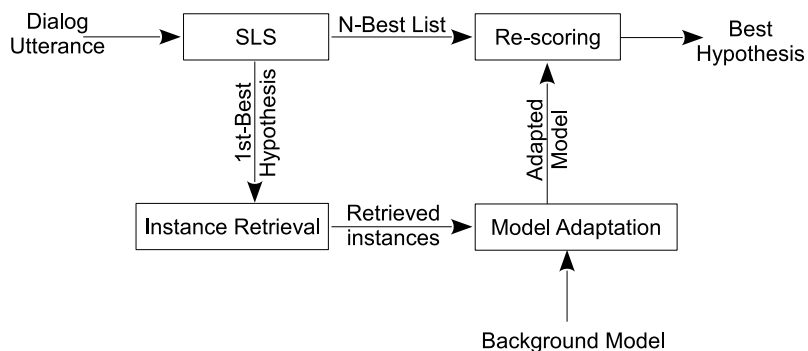 Dialog
Utterance
SLS
N-Best List
Re-scoring
Best
Hypothesis
1st-Best
Hypothesis
Adapted
Model
Instance Retrieval
Retrieved
instances
Model Adaptation
Background Model